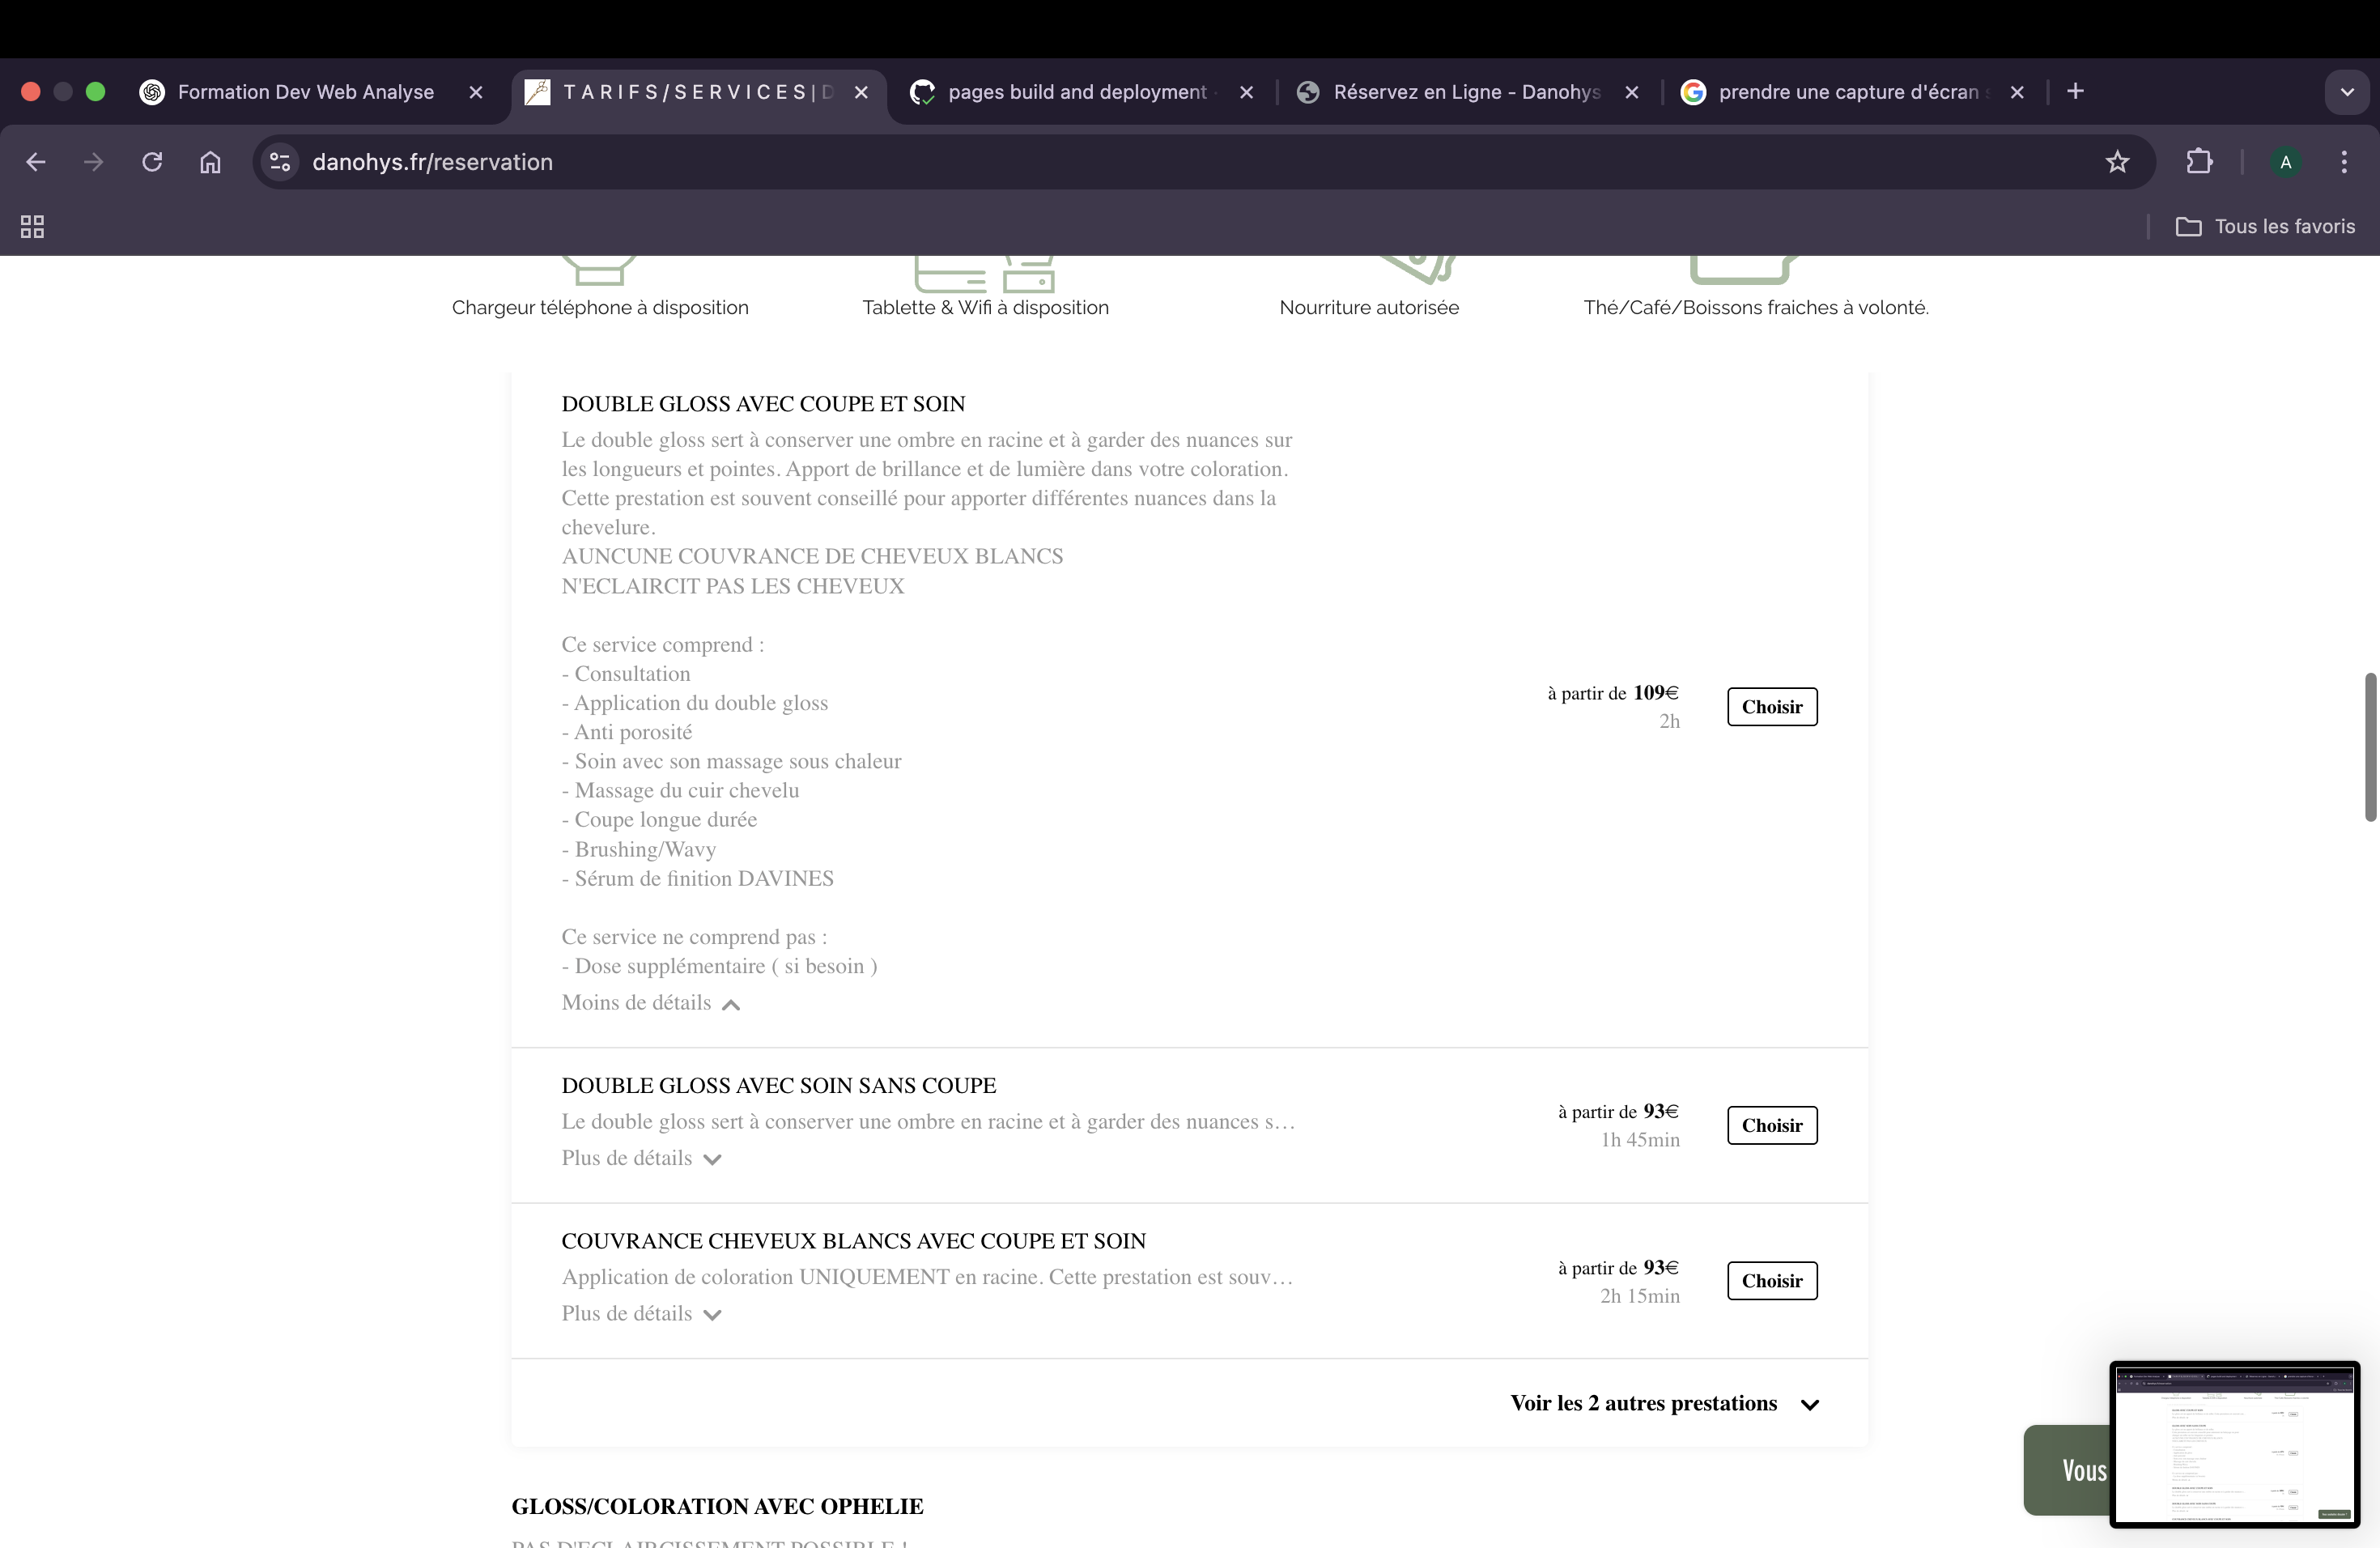 Formation Dev Web Analyse
T A R I F S / S E R V I C E S | D
pages build and deployment
Réservez en Ligne - Danohys
prendre une capture d'écran
danohys.fr/reservation
A
Tous les favoris
Chargeur téléphone à disposition
Tablette & Wifi à disposition
Nourriture autorisée
Thé/Café/Boissons fraiches à volonté.
DOUBLE GLOSS AVEC COUPE ET SOIN
Le double gloss sert à conserver une ombre en racine et à garder des nuances sur
les longueurs et pointes. Apport de brillance et de lumière dans votre coloration.
Cette prestation est souvent conseillé pour apporter différentes nuances dans la
chevelure.
AUNCUNE COUVRANCE DE CHEVEUX BLANCS
N'ECLAIRCIT PAS LES CHEVEUX
Ce service comprend :
- Consultation
- Application du double gloss
- Anti porosité
- Soin avec son massage sous chaleur
- Massage du cuir chevelu
- Coupe longue durée
- Brushing/Wavy
- Sérum de finition DAVINES
Ce service ne comprend pas :
- Dose supplémentaire ( si besoin )
Moins de détails
à partir de 109€
2h
Choisir
DOUBLE GLOSS AVEC SOIN SANS COUPE
Le double gloss sert à conserver une ombre en racine et à garder des nuances s…
Plus de détails
à partir de 93€
1h 45min
Choisir
COUVRANCE CHEVEUX BLANCS AVEC COUPE ET SOIN
Application de coloration UNIQUEMENT en racine. Cette prestation est souv…
Plus de détails
à partir de 93€
2h 15min
Choisir
Voir les 2 autres prestations
Vous
GLOSS/COLORATION AVEC OPHELIE
PAS D'ECLAIRCISSEMENT POSSIBLE !